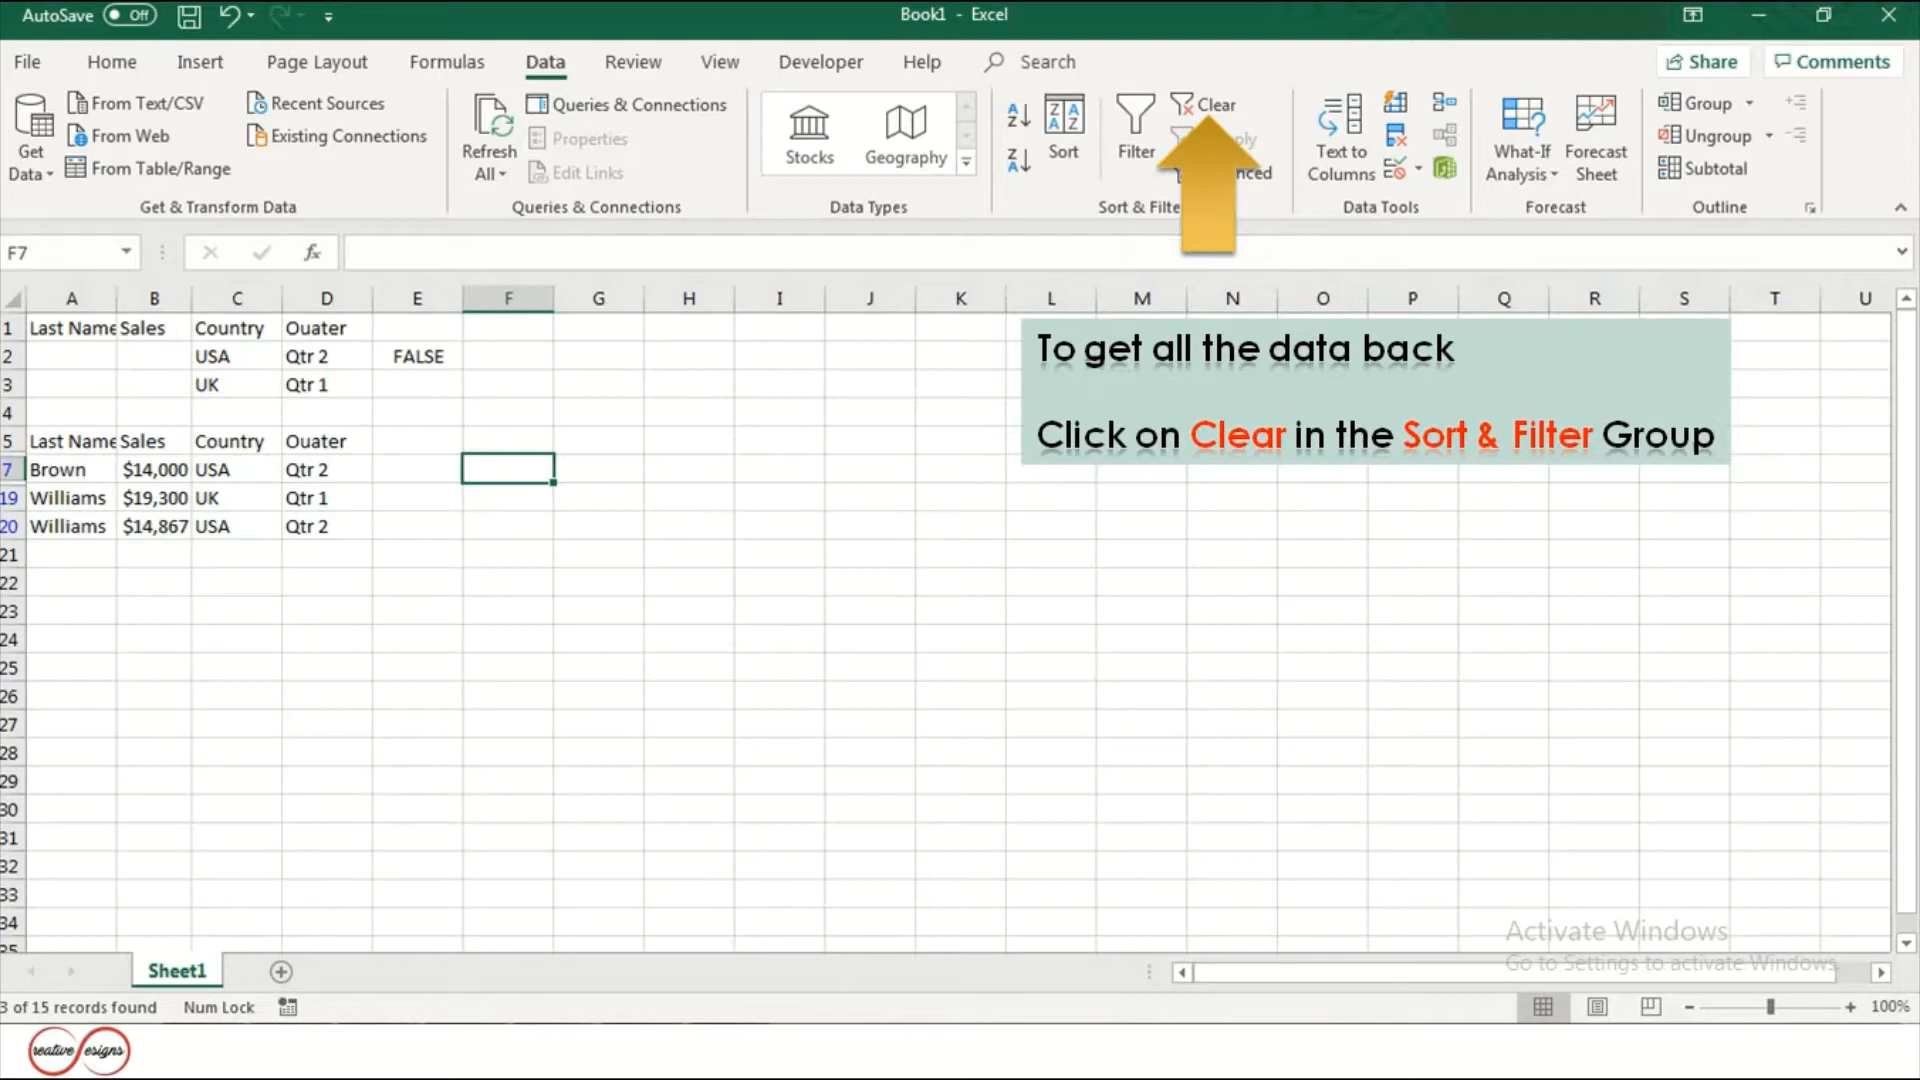 AutoSave Off
Book1 - Excel
File Home Insert Page Layout Formulas Data Review View Developer Help Search Share Comments
Get Data
From Text/CSV
From Web
From Table/Range
Recent Sources
Existing Connections
Get & Transform Data
Refresh All
Queries & Connections
Properties
Edit Links
Queries & Connections
Stocks
Geography
Data Types
Sort
Filter
Clear
Sort & Filte
Text to Columns
Data Tools
What-If Analysis
Forecast Sheet
Forecast
Group
Ungroup
Subtotal
Outline
F7
fx
A B C D E F G H I J K L M N O P Q R S T U
1 Last Name Sales Country Ouater
2 USA Qtr 2 FALSE
3 UK Qtr 1
4
5 Last Name Sales Country Ouater
7 Brown $14,000 USA Qtr 2
19 Williams $19,300 UK Qtr 1
20 Williams $14,867 USA Qtr 2
21
22
23
24
25
26
27
28
29
30
31
32
33
34
35
To get all the data back
Click on Clear in the Sort & Filter Group
Activate Windows
Go to Settings to activate Windows.
Sheet1
3 of 15 records found Num Lock
100%
reative esigns